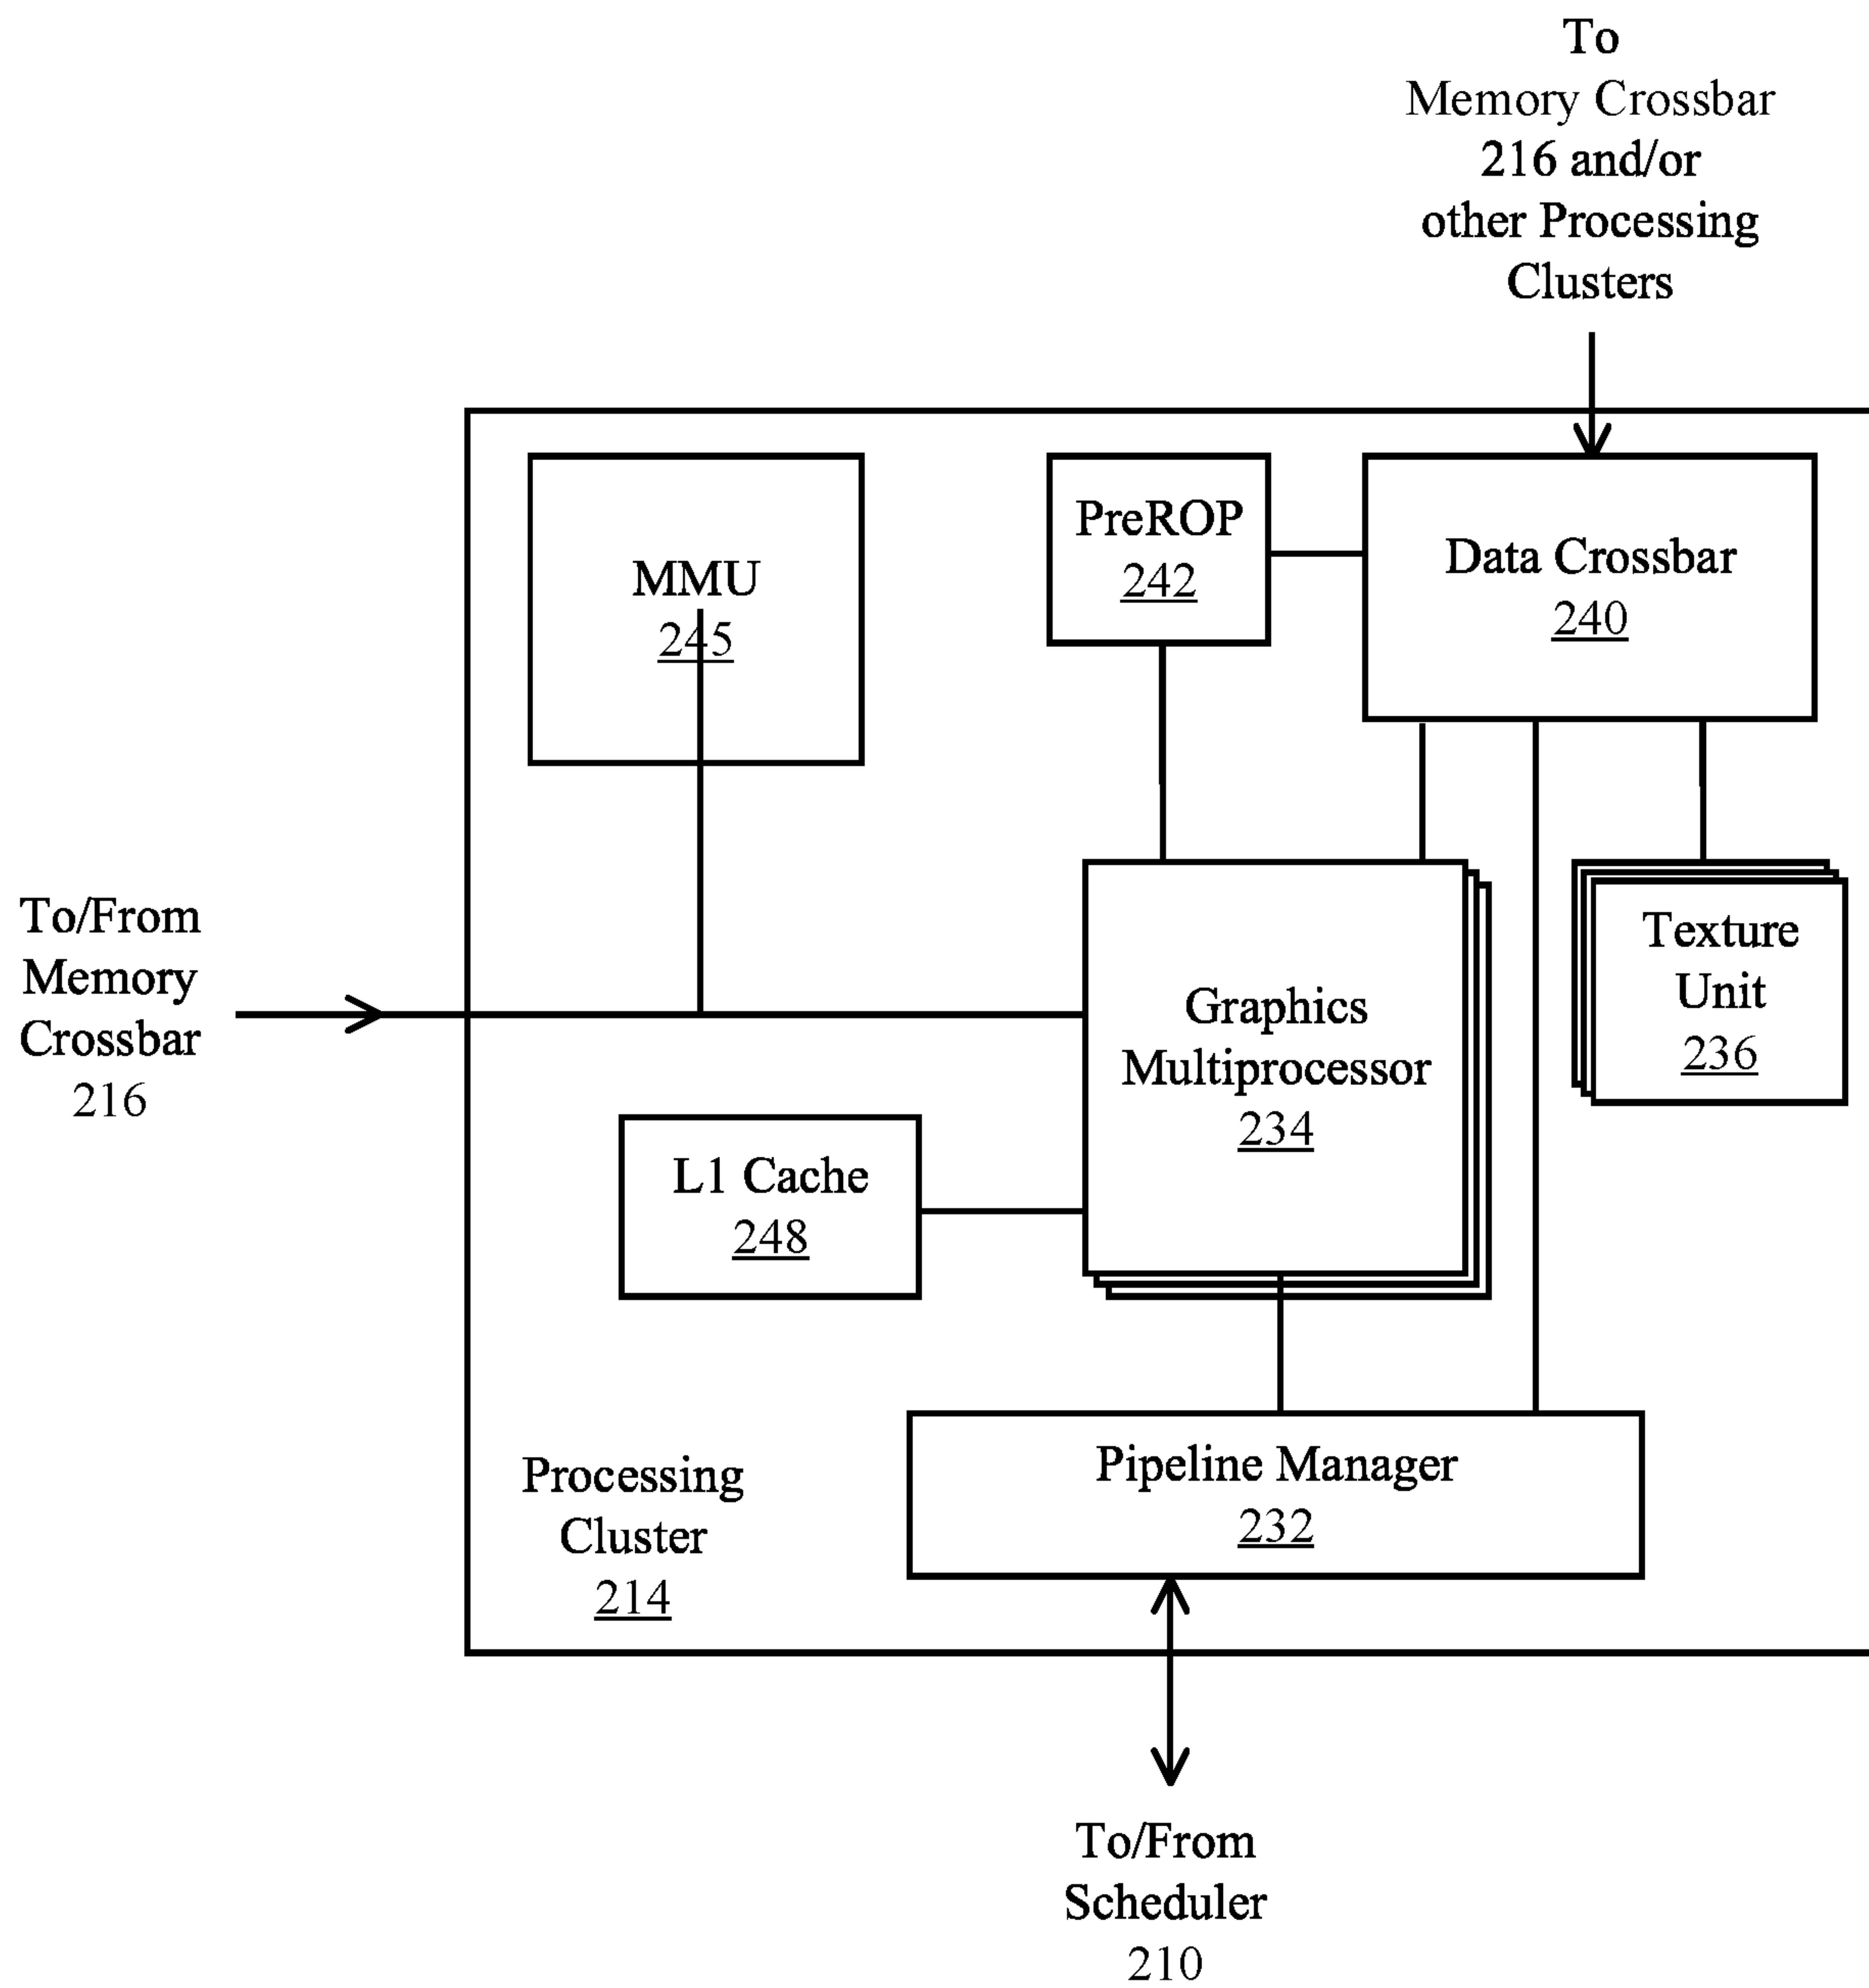 To
Memory Crossbar
216 and/or
other Processing
Clusters
MMU
245
PreROP
242
Data Crossbar
240
To/From
Memory
Crossbar
216
Graphics
Multiprocessor
234
Texture
Unit
236
L1 Cache
248
Processing
Cluster
214
Pipeline Manager
232
To/From
Scheduler
210